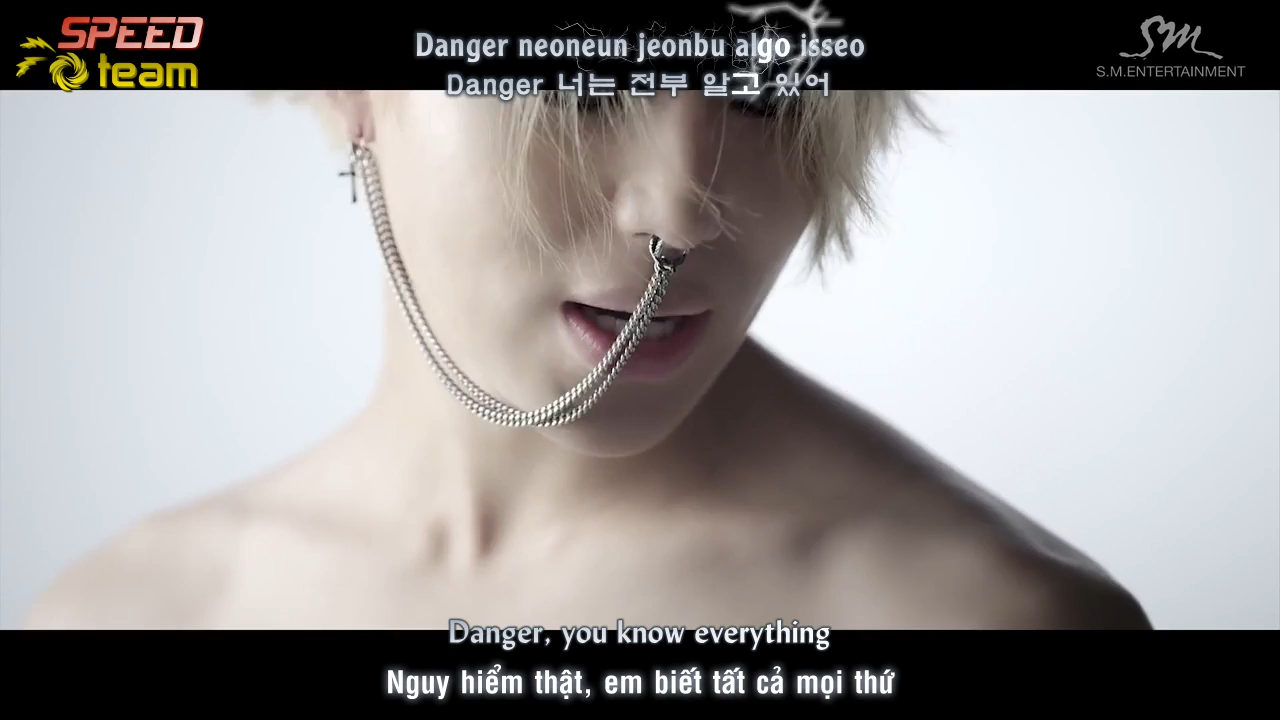 SPEED
team
Danger neoneun jeonbu algo isseo
Danger 너는 전부 알고 있어
SM
S.M.ENTERTAINMENT
Danger, you know everything
Nguy hiểm thật, em biết tất cả mọi thứ